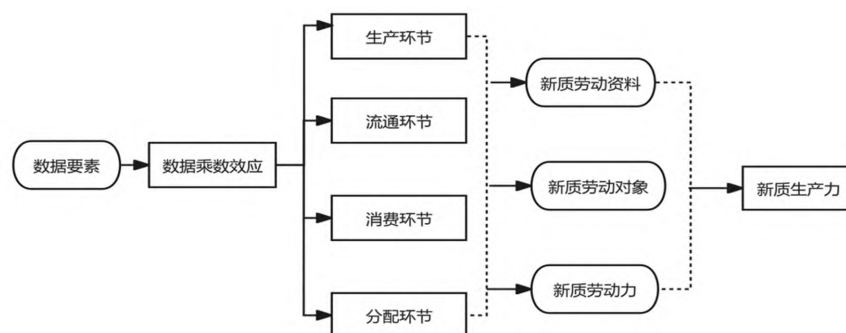 数据要素
数据乘数效应
生产环节
流通环节
消费环节
分配环节
新质劳动资料
新质劳动对象
新质劳动力
新质生产力